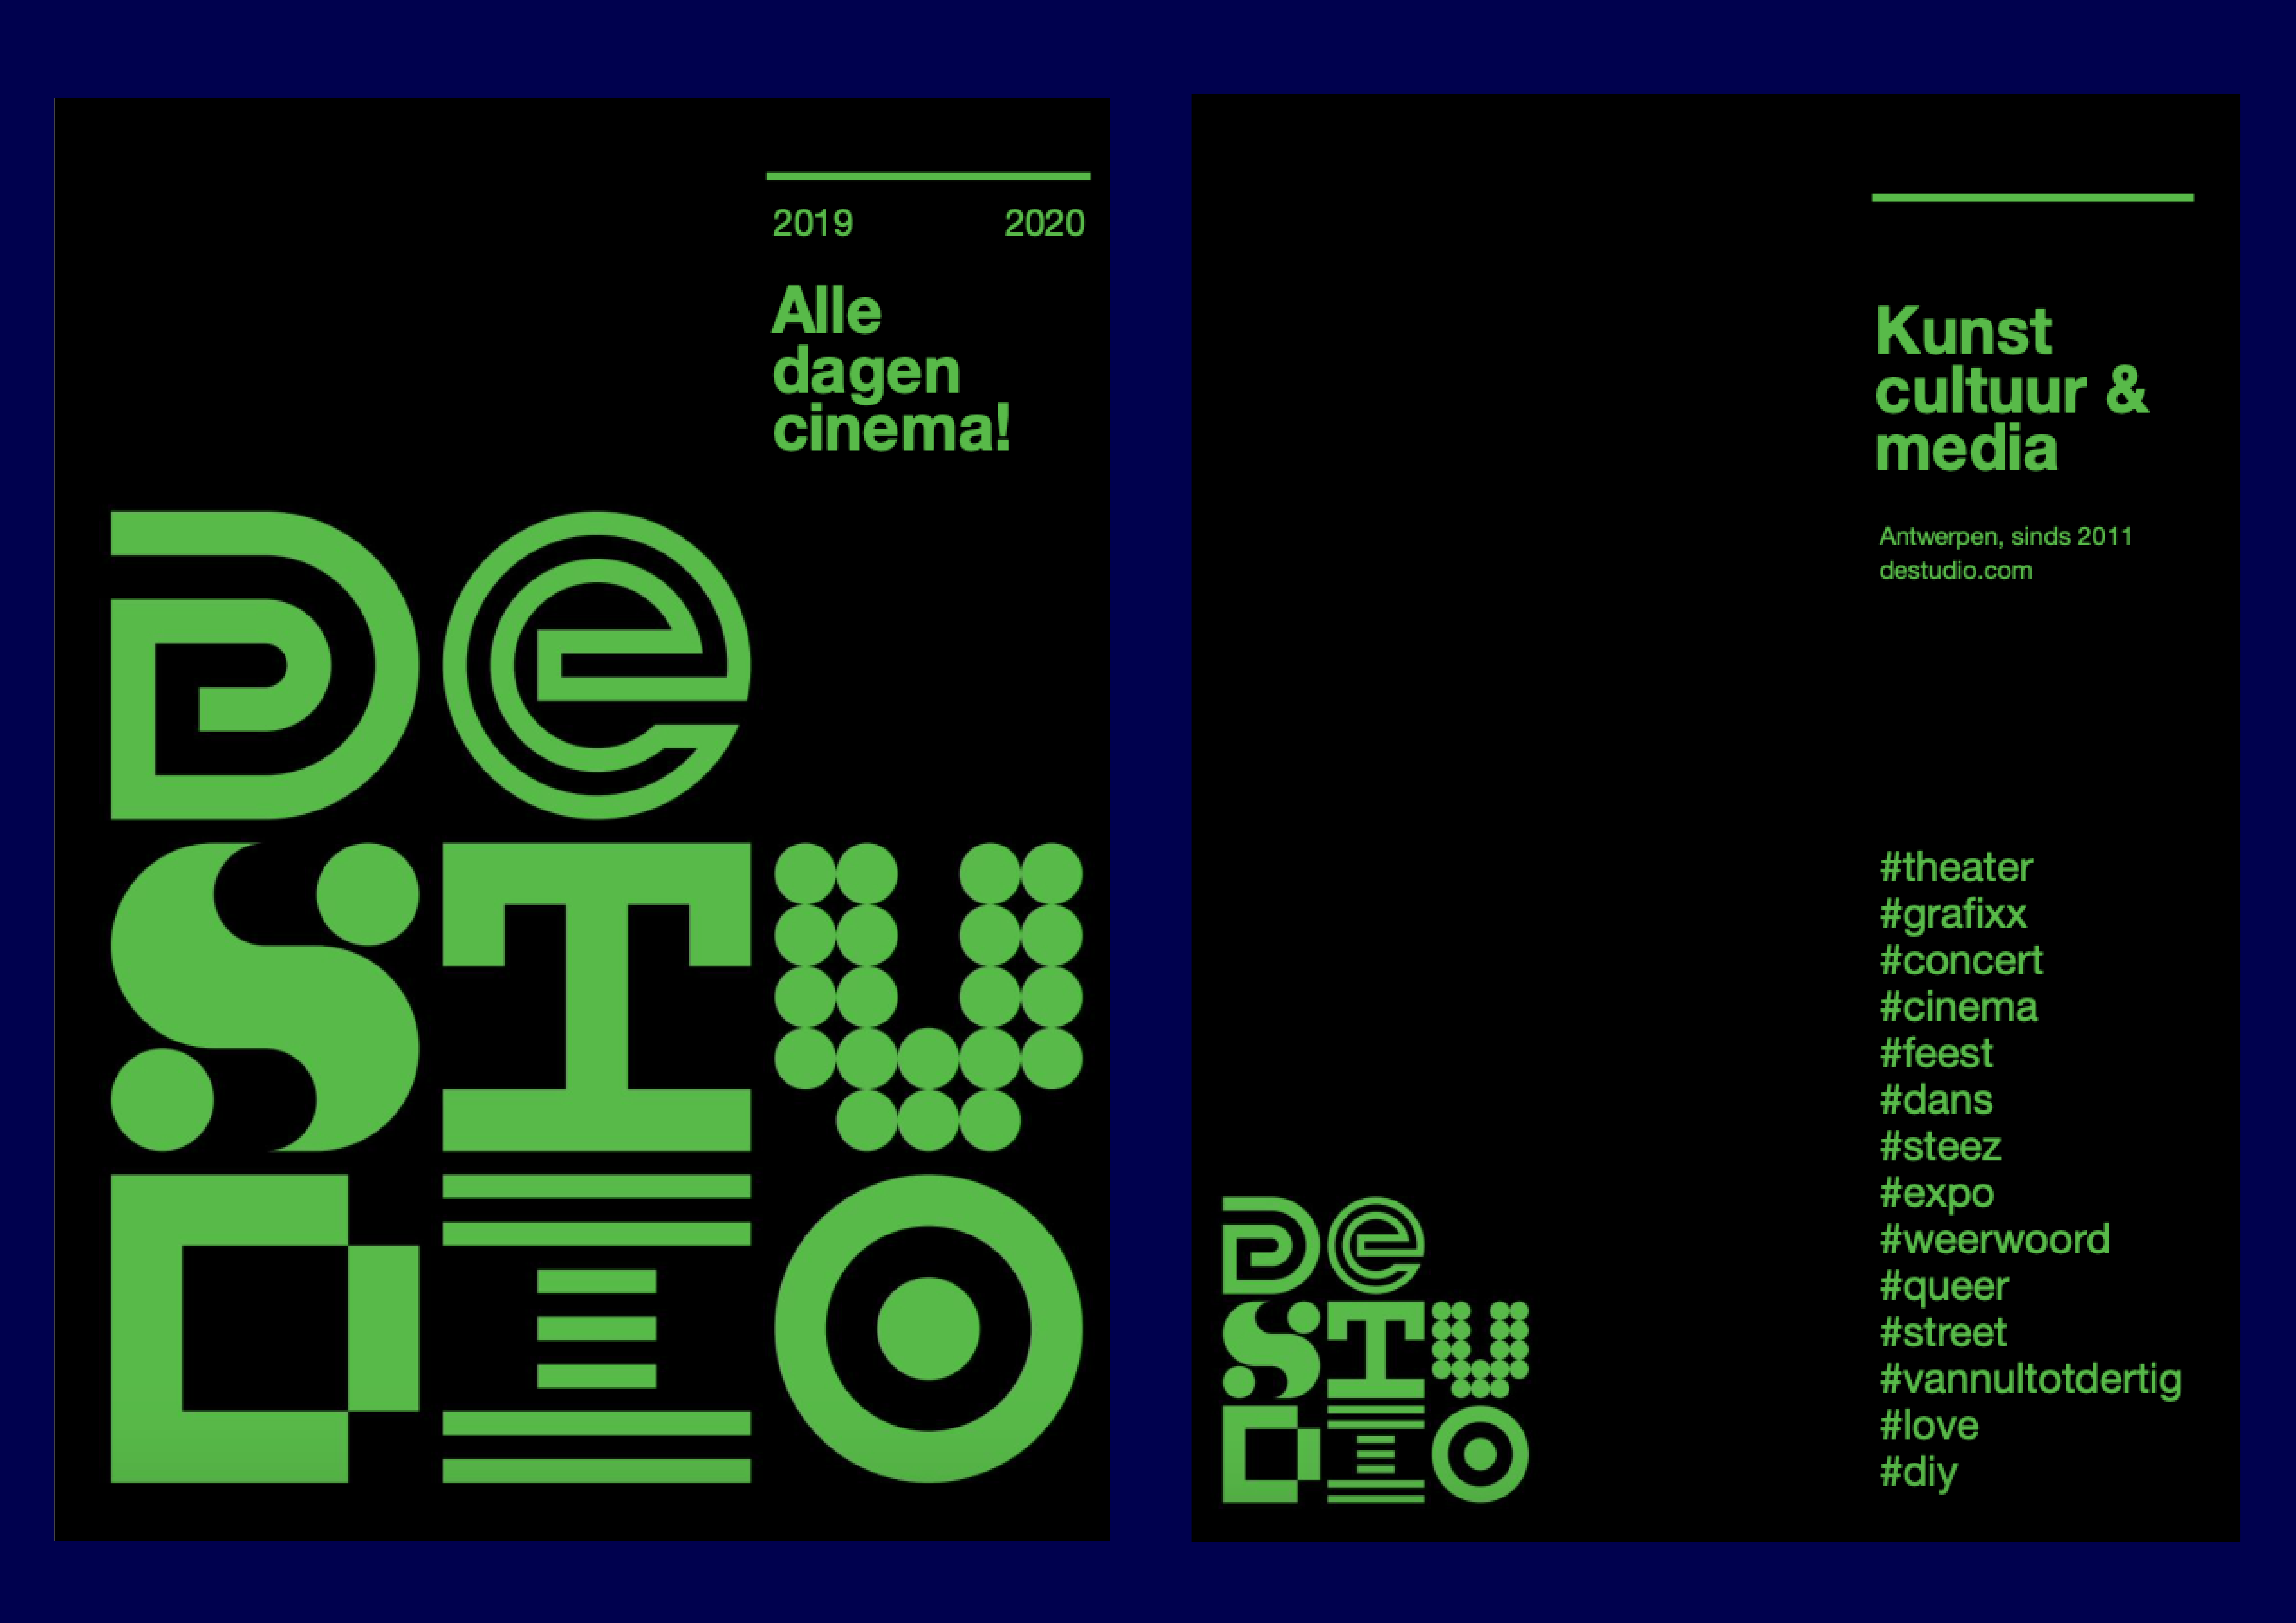 2019 2020
Alle
dagen
cinema!
De
STU
DIO
Kunst
cultuur &
media
Antwerpen, sinds 2011
destudio.com
#theater
#grafixx
#concert
#cinema
#feest
#dans
#steez
#expo
#weerwoord
#queer
#street
#vannultotdertig
#love
#diy
De
STU
DIO